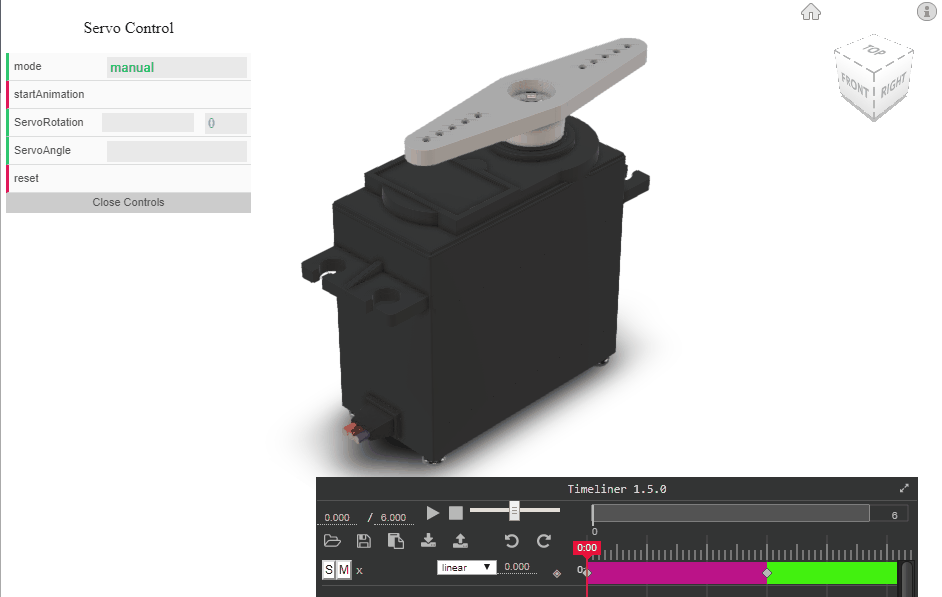 Servo Control
mode manual
startAnimation
ServoRotation 0
ServoAngle
reset
Close Controls
TOP
FRONT RIGHT
Timeliner 1.5.0
0.000 / 6.000
6
0
0:00
S M x linear 0.000
0